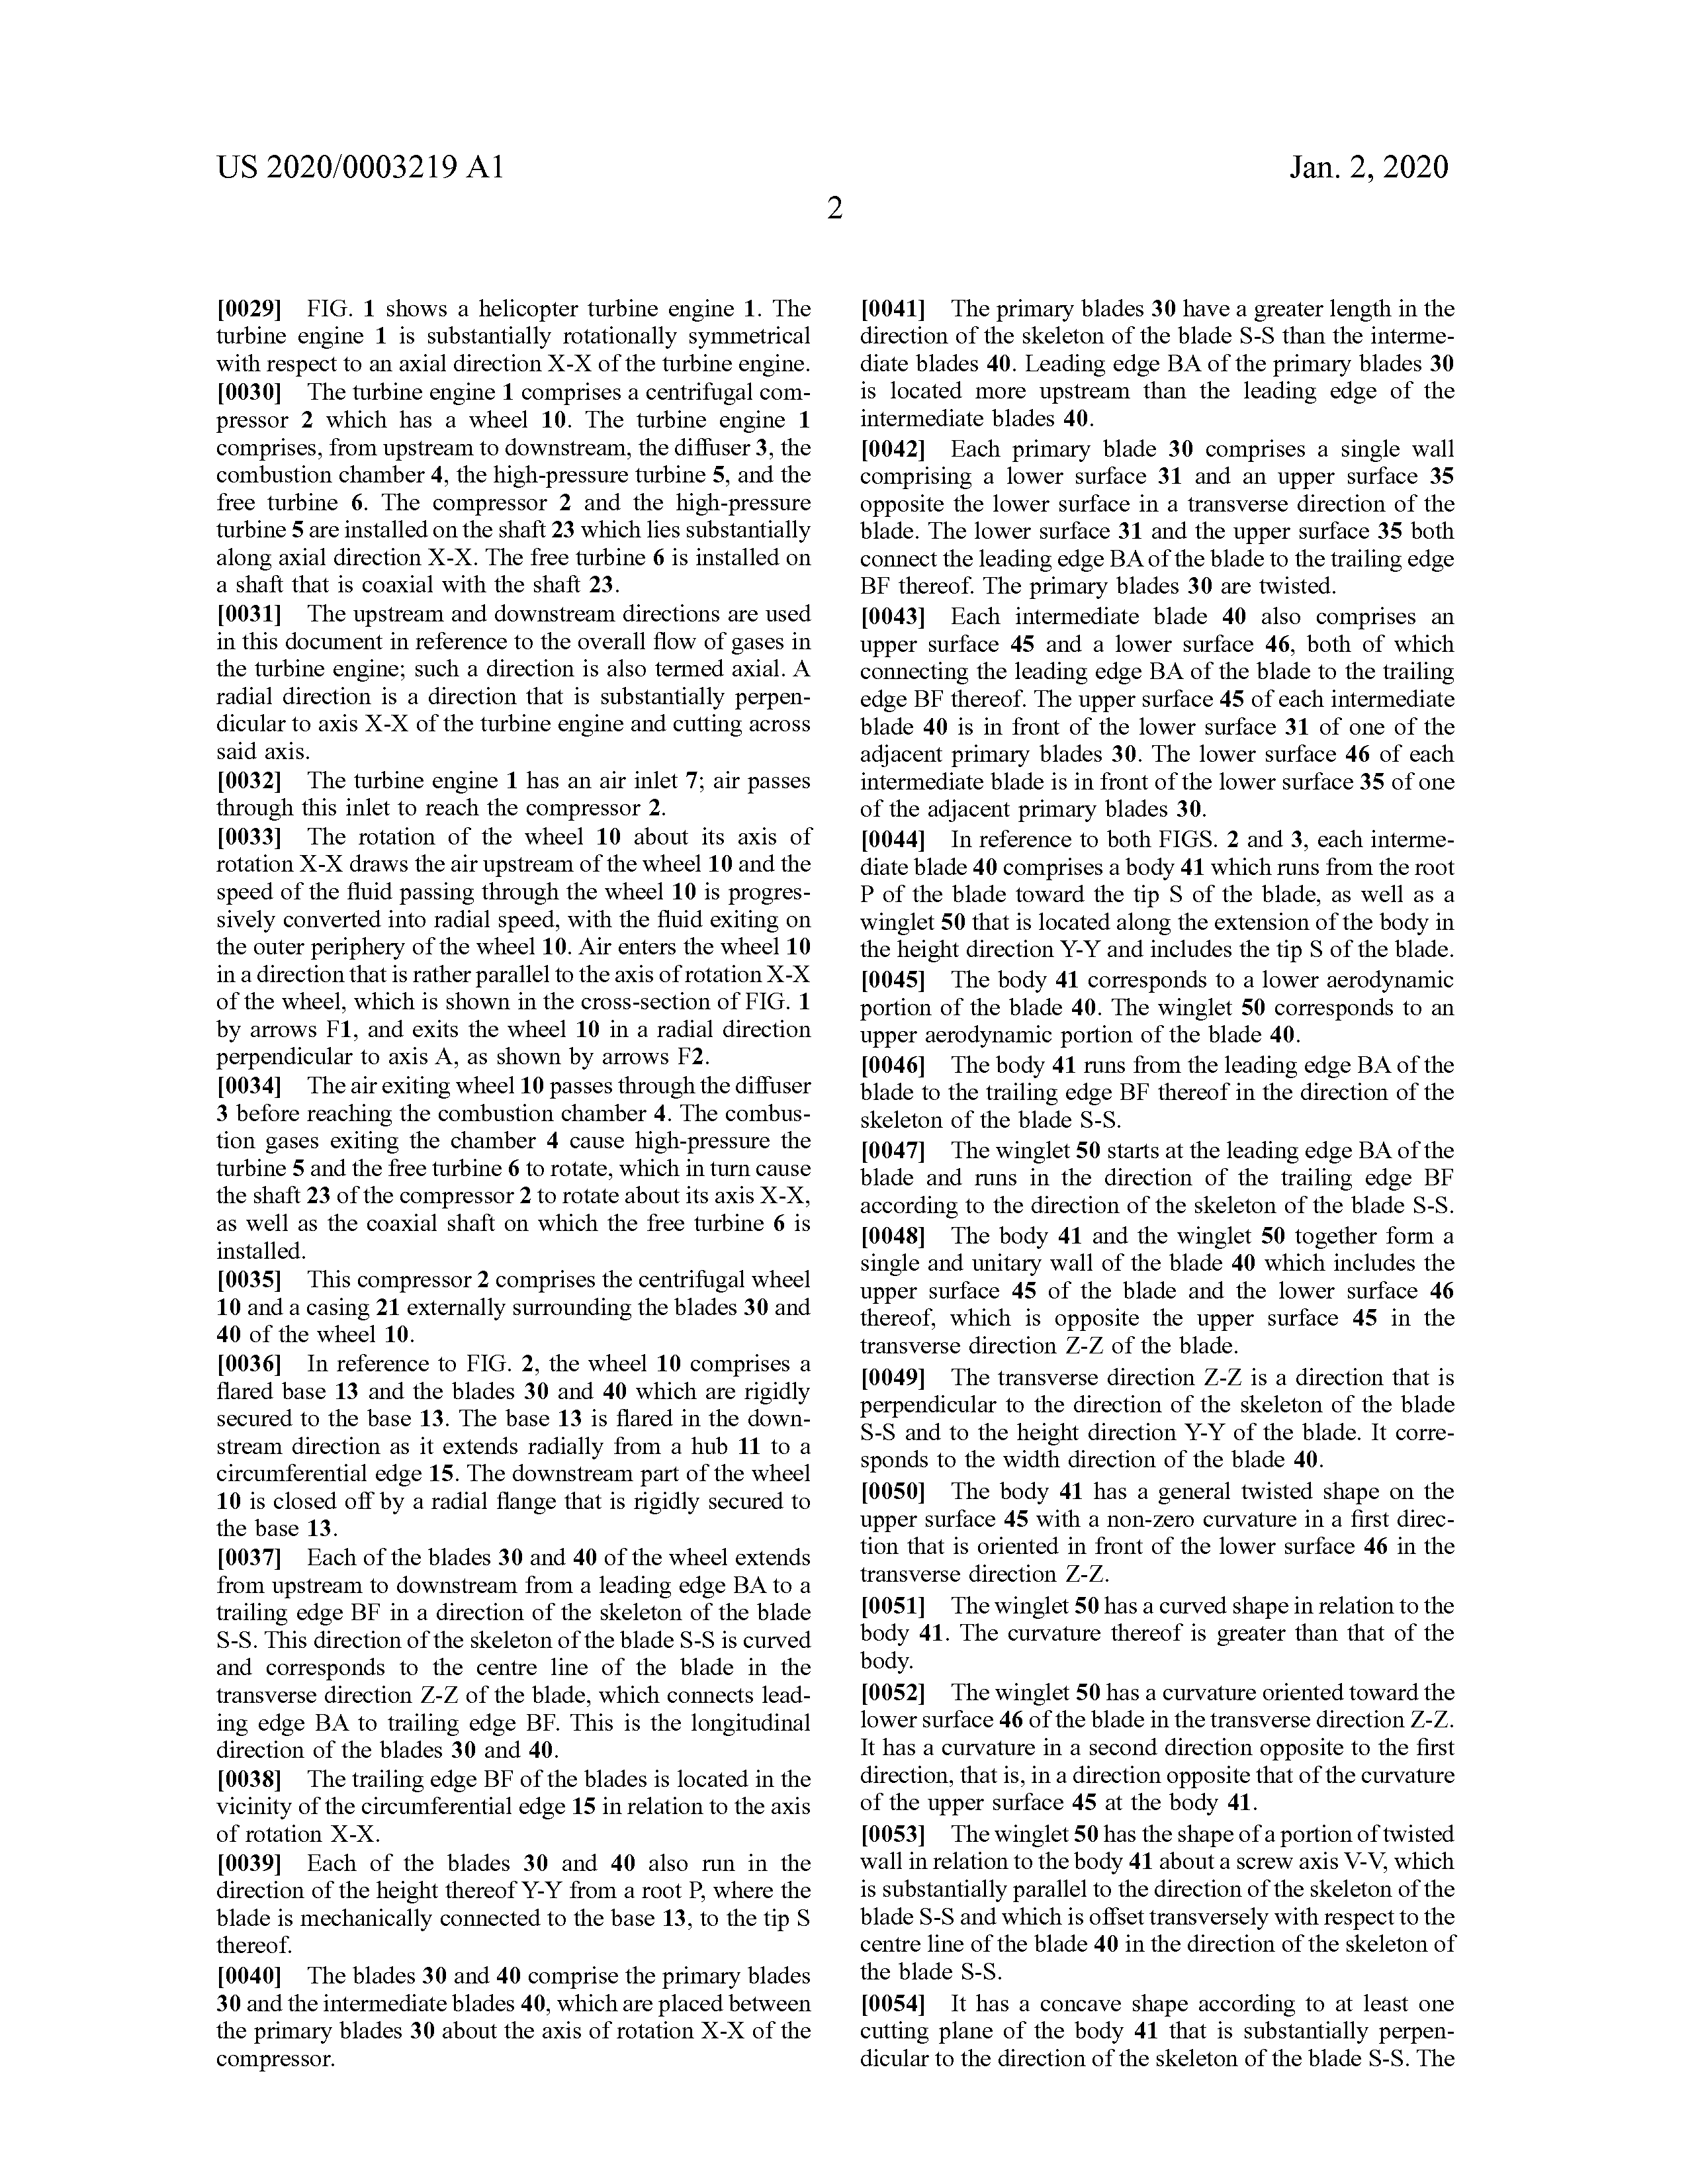 US 2020/0003219 A1
Jan. 2, 2020
2
[0029] FIG. 1 shows a helicopter turbine engine 1. The
turbine engine 1 is substantially rotationally symmetrical
with respect to an axial direction X-X of the turbine engine.
[0030] The turbine engine 1 comprises a centrifugal com-
pressor 2 which has a wheel 10. The turbine engine 1
comprises, from upstream to downstream, the diffuser 3, the
combustion chamber 4, the high-pressure turbine 5, and the
free turbine 6. The compressor 2 and the high-pressure
turbine 5 are installed on the shaft 23 which lies substantially
along axial direction X-X. The free turbine 6 is installed on
a shaft that is coaxial with the shaft 23.
[0031] The upstream and downstream directions are used
in this document in reference to the overall flow of gases in
the turbine engine; such a direction is also termed axial. A
radial direction is a direction that is substantially perpen-
dicular to axis X-X of the turbine engine and cutting across
said axis.
[0032] The turbine engine 1 has an air inlet 7; air passes
through this inlet to reach the compressor 2.
[0033] The rotation of the wheel 10 about its axis of
rotation X-X draws the air upstream of the wheel 10 and the
speed of the fluid passing through the wheel 10 is progres-
sively converted into radial speed, with the fluid exiting on
the outer periphery of the wheel 10. Air enters the wheel 10
in a direction that is rather parallel to the axis of rotation X-X
of the wheel, which is shown in the cross-section of FIG. 1
by arrows F1, and exits the wheel 10 in a radial direction
perpendicular to axis A, as shown by arrows F2.
[0034] The air exiting wheel 10 passes through the diffuser
3 before reaching the combustion chamber 4. The combus-
tion gases exiting the chamber 4 cause high-pressure the
turbine 5 and the free turbine 6 to rotate, which in turn cause
the shaft 23 of the compressor 2 to rotate about its axis X-X,
as well as the coaxial shaft on which the free turbine 6 is
installed.
[0035] This compressor 2 comprises the centrifugal wheel
10 and a casing 21 externally surrounding the blades 30 and
40 of the wheel 10.
[0036] In reference to FIG. 2, the wheel 10 comprises a
flared base 13 and the blades 30 and 40 which are rigidly
secured to the base 13. The base 13 is flared in the down-
stream direction as it extends radially from a hub 11 to a
circumferential edge 15. The downstream part of the wheel
10 is closed off by a radial flange that is rigidly secured to
the base 13.
[0037] Each of the blades 30 and 40 of the wheel extends
from upstream to downstream from a leading edge BA to a
trailing edge BF in a direction of the skeleton of the blade
S-S. This direction of the skeleton of the blade S-S is curved
and corresponds to the centre line of the blade in the
transverse direction Z-Z of the blade, which connects lead-
ing edge BA to trailing edge BF. This is the longitudinal
direction of the blades 30 and 40.
[0038] The trailing edge BF of the blades is located in the
vicinity of the circumferential edge 15 in relation to the axis
of rotation X-X.
[0039] Each of the blades 30 and 40 also run in the
direction of the height thereof Y-Y from a root P, where the
blade is mechanically connected to the base 13, to the tip S
thereof.
[0040] The blades 30 and 40 comprise the primary blades
30 and the intermediate blades 40, which are placed between
the primary blades 30 about the axis of rotation X-X of the
compressor.
[0041] The primary blades 30 have a greater length in the
direction of the skeleton of the blade S-S than the interme-
diate blades 40. Leading edge BA of the primary blades 30
is located more upstream than the leading edge of the
intermediate blades 40.
[0042] Each primary blade 30 comprises a single wall
comprising a lower surface 31 and an upper surface 35
opposite the lower surface in a transverse direction of the
blade. The lower surface 31 and the upper surface 35 both
connect the leading edge BA of the blade to the trailing edge
BF thereof. The primary blades 30 are twisted.
[0043] Each intermediate blade 40 also comprises an
upper surface 45 and a lower surface 46, both of which
connecting the leading edge BA of the blade to the trailing
edge BF thereof. The upper surface 45 of each intermediate
blade 40 is in front of the lower surface 31 of one of the
adjacent primary blades 30. The lower surface 46 of each
intermediate blade is in front of the lower surface 35 of one
of the adjacent primary blades 30.
[0044] In reference to both FIGS. 2 and 3, each interme-
diate blade 40 comprises a body 41 which runs from the root
P of the blade toward the tip S of the blade, as well as a
winglet 50 that is located along the extension of the body in
the height direction Y-Y and includes the tip S of the blade.
[0045] The body 41 corresponds to a lower aerodynamic
portion of the blade 40. The winglet 50 corresponds to an
upper aerodynamic portion of the blade 40.
[0046] The body 41 runs from the leading edge BA of the
blade to the trailing edge BF thereof in the direction of the
skeleton of the blade S-S.
[0047] The winglet 50 starts at the leading edge BA of the
blade and runs in the direction of the trailing edge BF
according to the direction of the skeleton of the blade S-S.
[0048] The body 41 and the winglet 50 together form a
single and unitary wall of the blade 40 which includes the
upper surface 45 of the blade and the lower surface 46
thereof, which is opposite the upper surface 45 in the
transverse direction Z-Z of the blade.
[0049] The transverse direction Z-Z is a direction that is
perpendicular to the direction of the skeleton of the blade
S-S and to the height direction Y-Y of the blade. It corre-
sponds to the width direction of the blade 40.
[0050] The body 41 has a general twisted shape on the
upper surface 45 with a non-zero curvature in a first direc-
tion that is oriented in front of the lower surface 46 in the
transverse direction Z-Z.
[0051] The winglet 50 has a curved shape in relation to the
body 41. The curvature thereof is greater than that of the
body.
[0052] The winglet 50 has a curvature oriented toward the
lower surface 46 of the blade in the transverse direction Z-Z.
It has a curvature in a second direction opposite to the first
direction, that is, in a direction opposite that of the curvature
of the upper surface 45 at the body 41.
[0053] The winglet 50 has the shape of a portion of twisted
wall in relation to the body 41 about a screw axis V-V, which
is substantially parallel to the direction of the skeleton of the
blade S-S and which is offset transversely with respect to the
centre line of the blade 40 in the direction of the skeleton of
the blade S-S.
[0054] It has a concave shape according to at least one
cutting plane of the body 41 that is substantially perpen-
dicular to the direction of the skeleton of the blade S-S. The